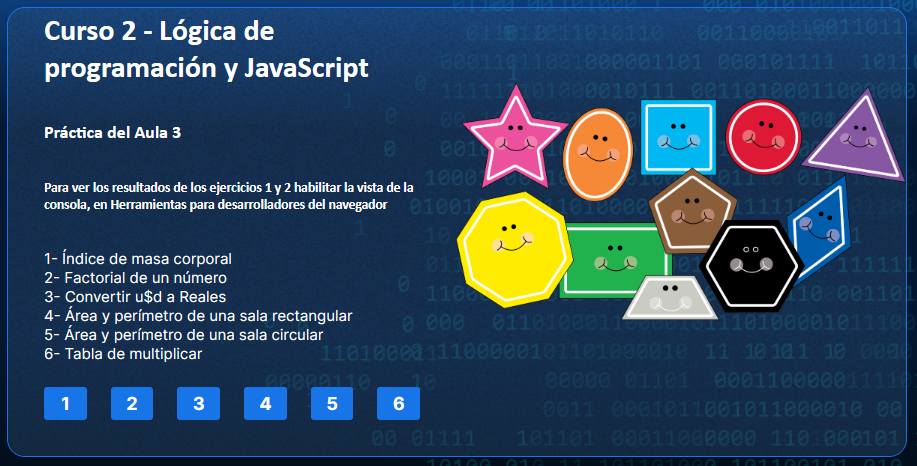 Curso 2 - Lógica de
programación y JavaScript
Práctica del Aula 3
Para ver los resultados de los ejercicios 1 y 2 habilitar la vista de la
consola, en Herramientas para desarrolladores del navegador
1- Índice de masa corporal
2- Factorial de un número
3- Convertir u$d a Reales
4- Área y perímetro de una sala rectangular
5- Área y perímetro de una sala circular
6- Tabla de multiplicar
1 2 3 4 5 6